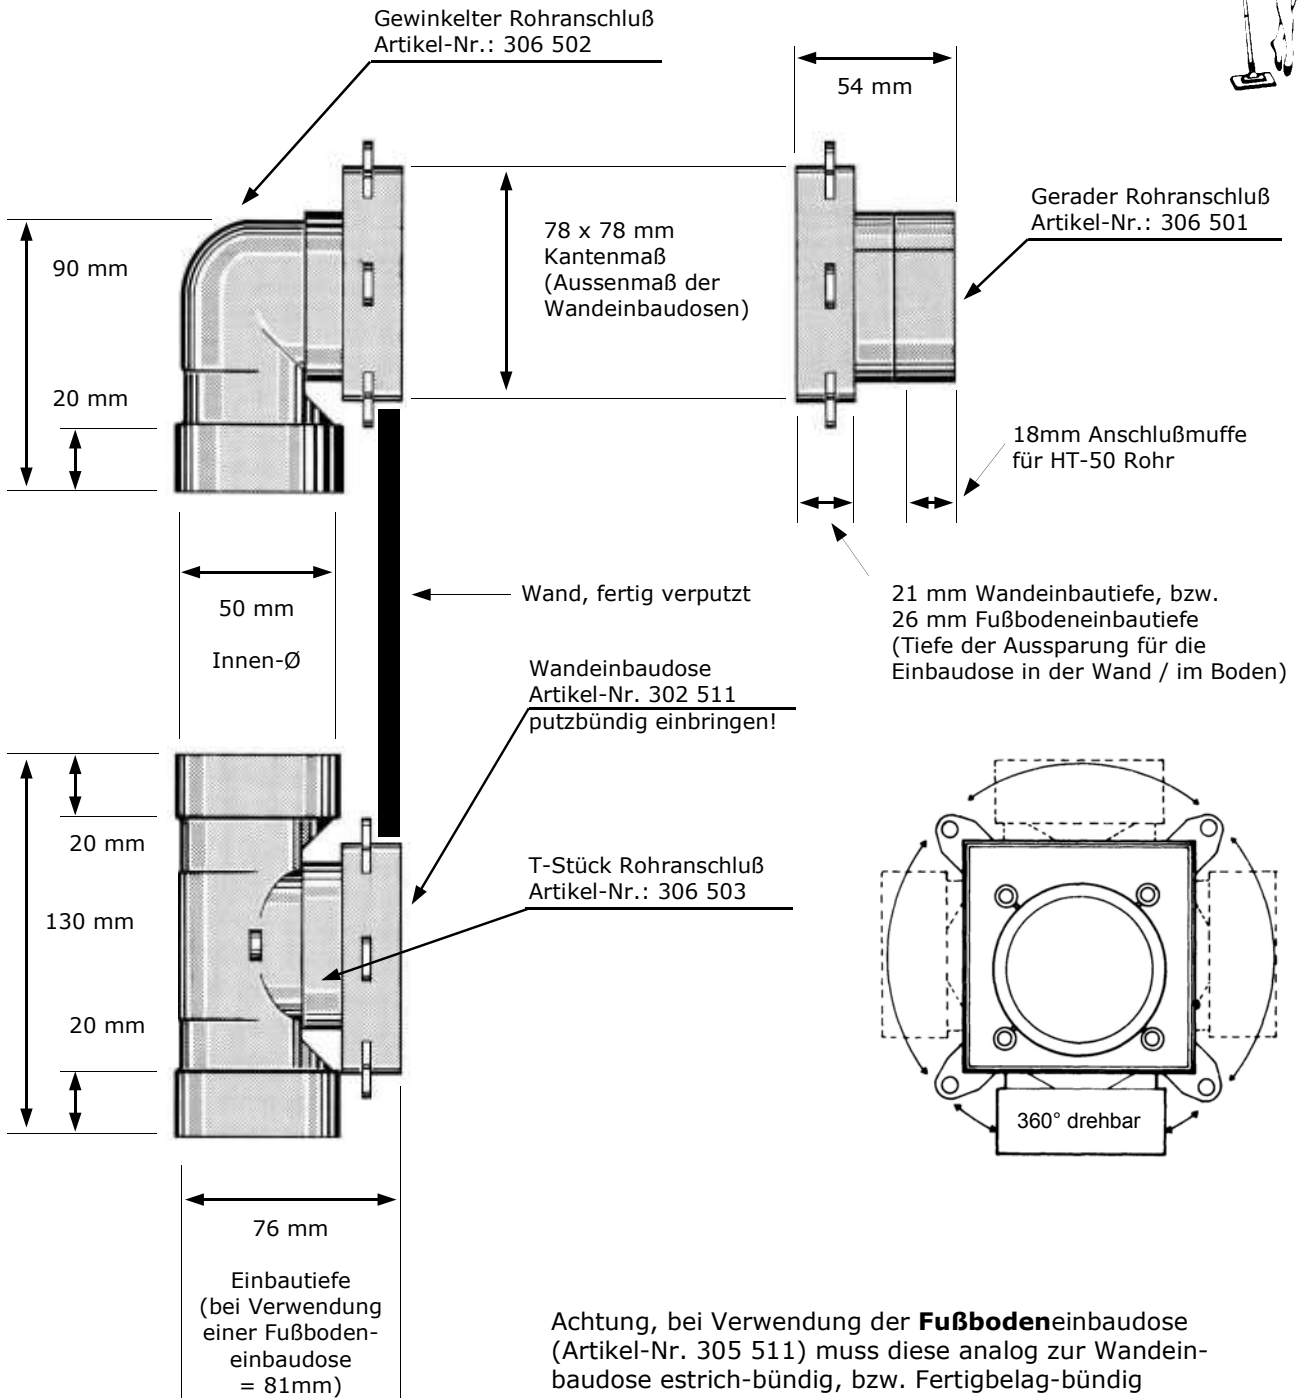 Gewinkelter Rohranschluß
Artikel-Nr.: 306 502
54 mm
Gerader Rohranschluß
Artikel-Nr.: 306 501
78 x 78 mm
Kantenmaß
(Aussenmaß der
Wandeinbaudosen)
90 mm
20 mm
18mm Anschlußmuffe
für HT-50 Rohr
50 mm
Innen-Ø
Wand, fertig verputzt
21 mm Wandeinbautiefe, bzw.
26 mm Fußbodeneinbautiefe
(Tiefe der Aussparung für die
Einbaudose in der Wand / im Boden)
Wandeinbaudose
Artikel-Nr. 302 511
putzbündig einbringen!
20 mm
T-Stück Rohranschluß
Artikel-Nr.: 306 503
130 mm
20 mm
360° drehbar
76 mm
Einbautiefe
(bei Verwendung
einer Fußboden-
einbaudose
= 81mm)
Achtung, bei Verwendung der Fußbodeneinbaudose
(Artikel-Nr. 305 511) muss diese analog zur Wandein-
baudose estrich-bündig, bzw. Fertigbelag-bündig